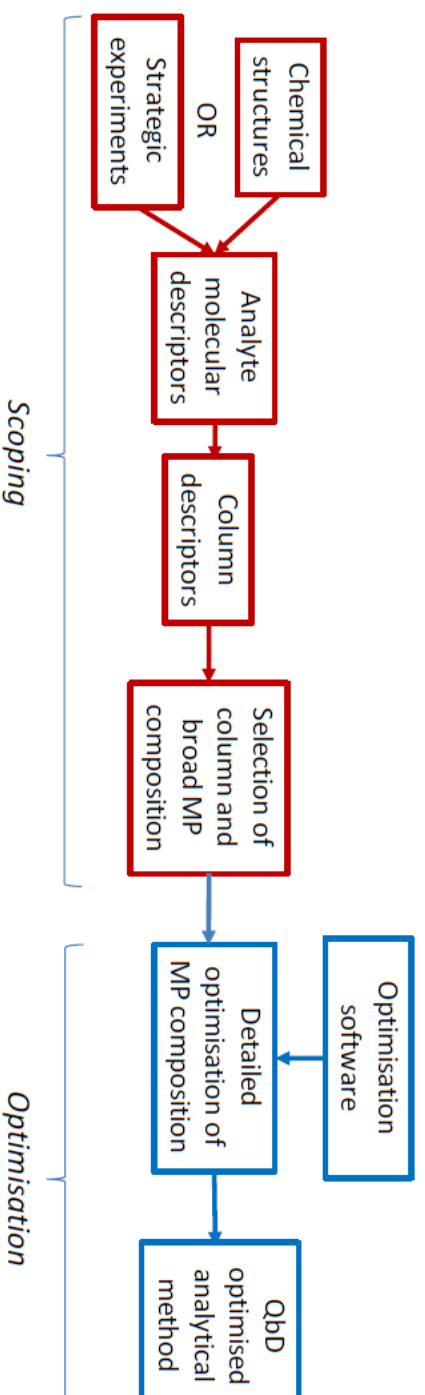 Chemical
structures
OR
Strategic
experiments
Analyte
molecular
descriptors
Column
descriptors
Selection of
column and
broad MP
composition
Scoping
Optimisation
software
Detailed
optimisation of
MP composition
QbD
optimised
analytical
method
Optimisation